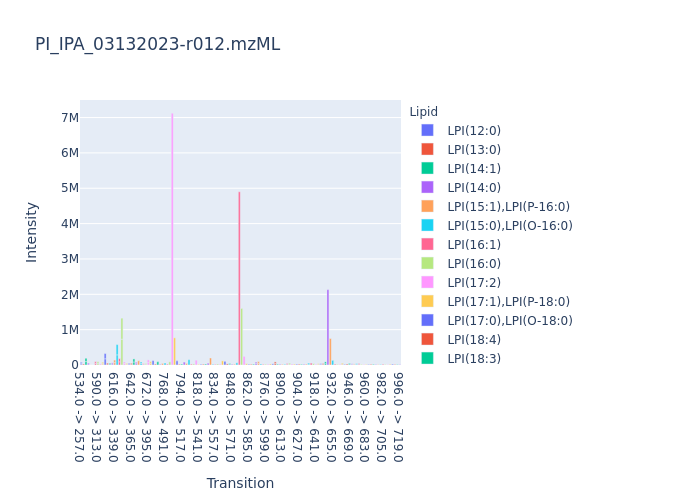 PI_IPA_03132023-r012.mzML
Lipid
LPI(12:0)
LPI(13:0)
LPI(14:1)
LPI(14:0)
LPI(15:1),LPI(P-16:0)
LPI(15:0),LPI(O-16:0)
LPI(16:1)
LPI(16:0)
LPI(17:2)
LPI(17:1),LPI(P-18:0)
LPI(17:0),LPI(O-18:0)
LPI(18:4)
LPI(18:3)
Intensity
7M
6M
5M
4M
3M
2M
1M
0
534.0 -> 257.0
590.0 -> 313.0
616.0 -> 339.0
642.0 -> 365.0
672.0 -> 395.0
768.0 -> 491.0
794.0 -> 517.0
818.0 -> 541.0
834.0 -> 557.0
848.0 -> 571.0
862.0 -> 585.0
876.0 -> 599.0
890.0 -> 613.0
904.0 -> 627.0
918.0 -> 641.0
932.0 -> 655.0
946.0 -> 669.0
960.0 -> 683.0
982.0 -> 705.0
996.0 -> 719.0
Transition